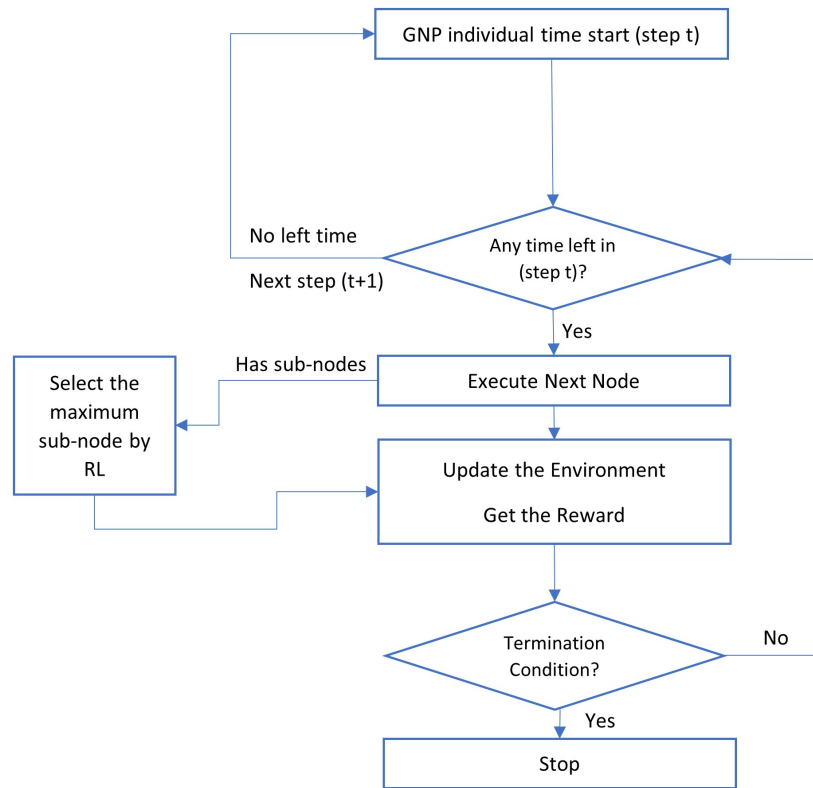 GNP individual time start (step t)
No left time
Any time left in
(step t)?
Next step (t+1)
Yes
Has sub-nodes
Execute Next Node
Select the
maximum
sub-node by
RL
Update the Environment
Get the Reward
Termination
Condition?
No
Yes
Stop